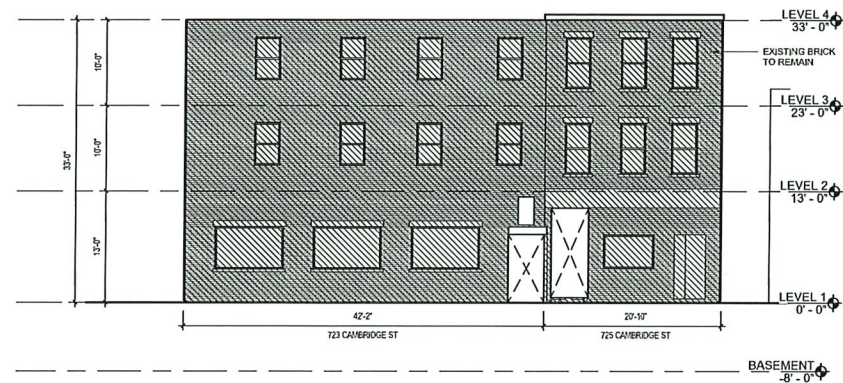 LEVEL 4
33' - 0"
EXISTING BRICK
TO REMAIN
10'-0"
LEVEL 3
23' - 0"
33'-0"
10'-0"
LEVEL 2
13' - 0"
13'-0"
LEVEL 1
0' - 0"
42'-2"
20'-10"
723 CAMBRIDGE ST
725 CAMBRIDGE ST
BASEMENT
-8' - 0"